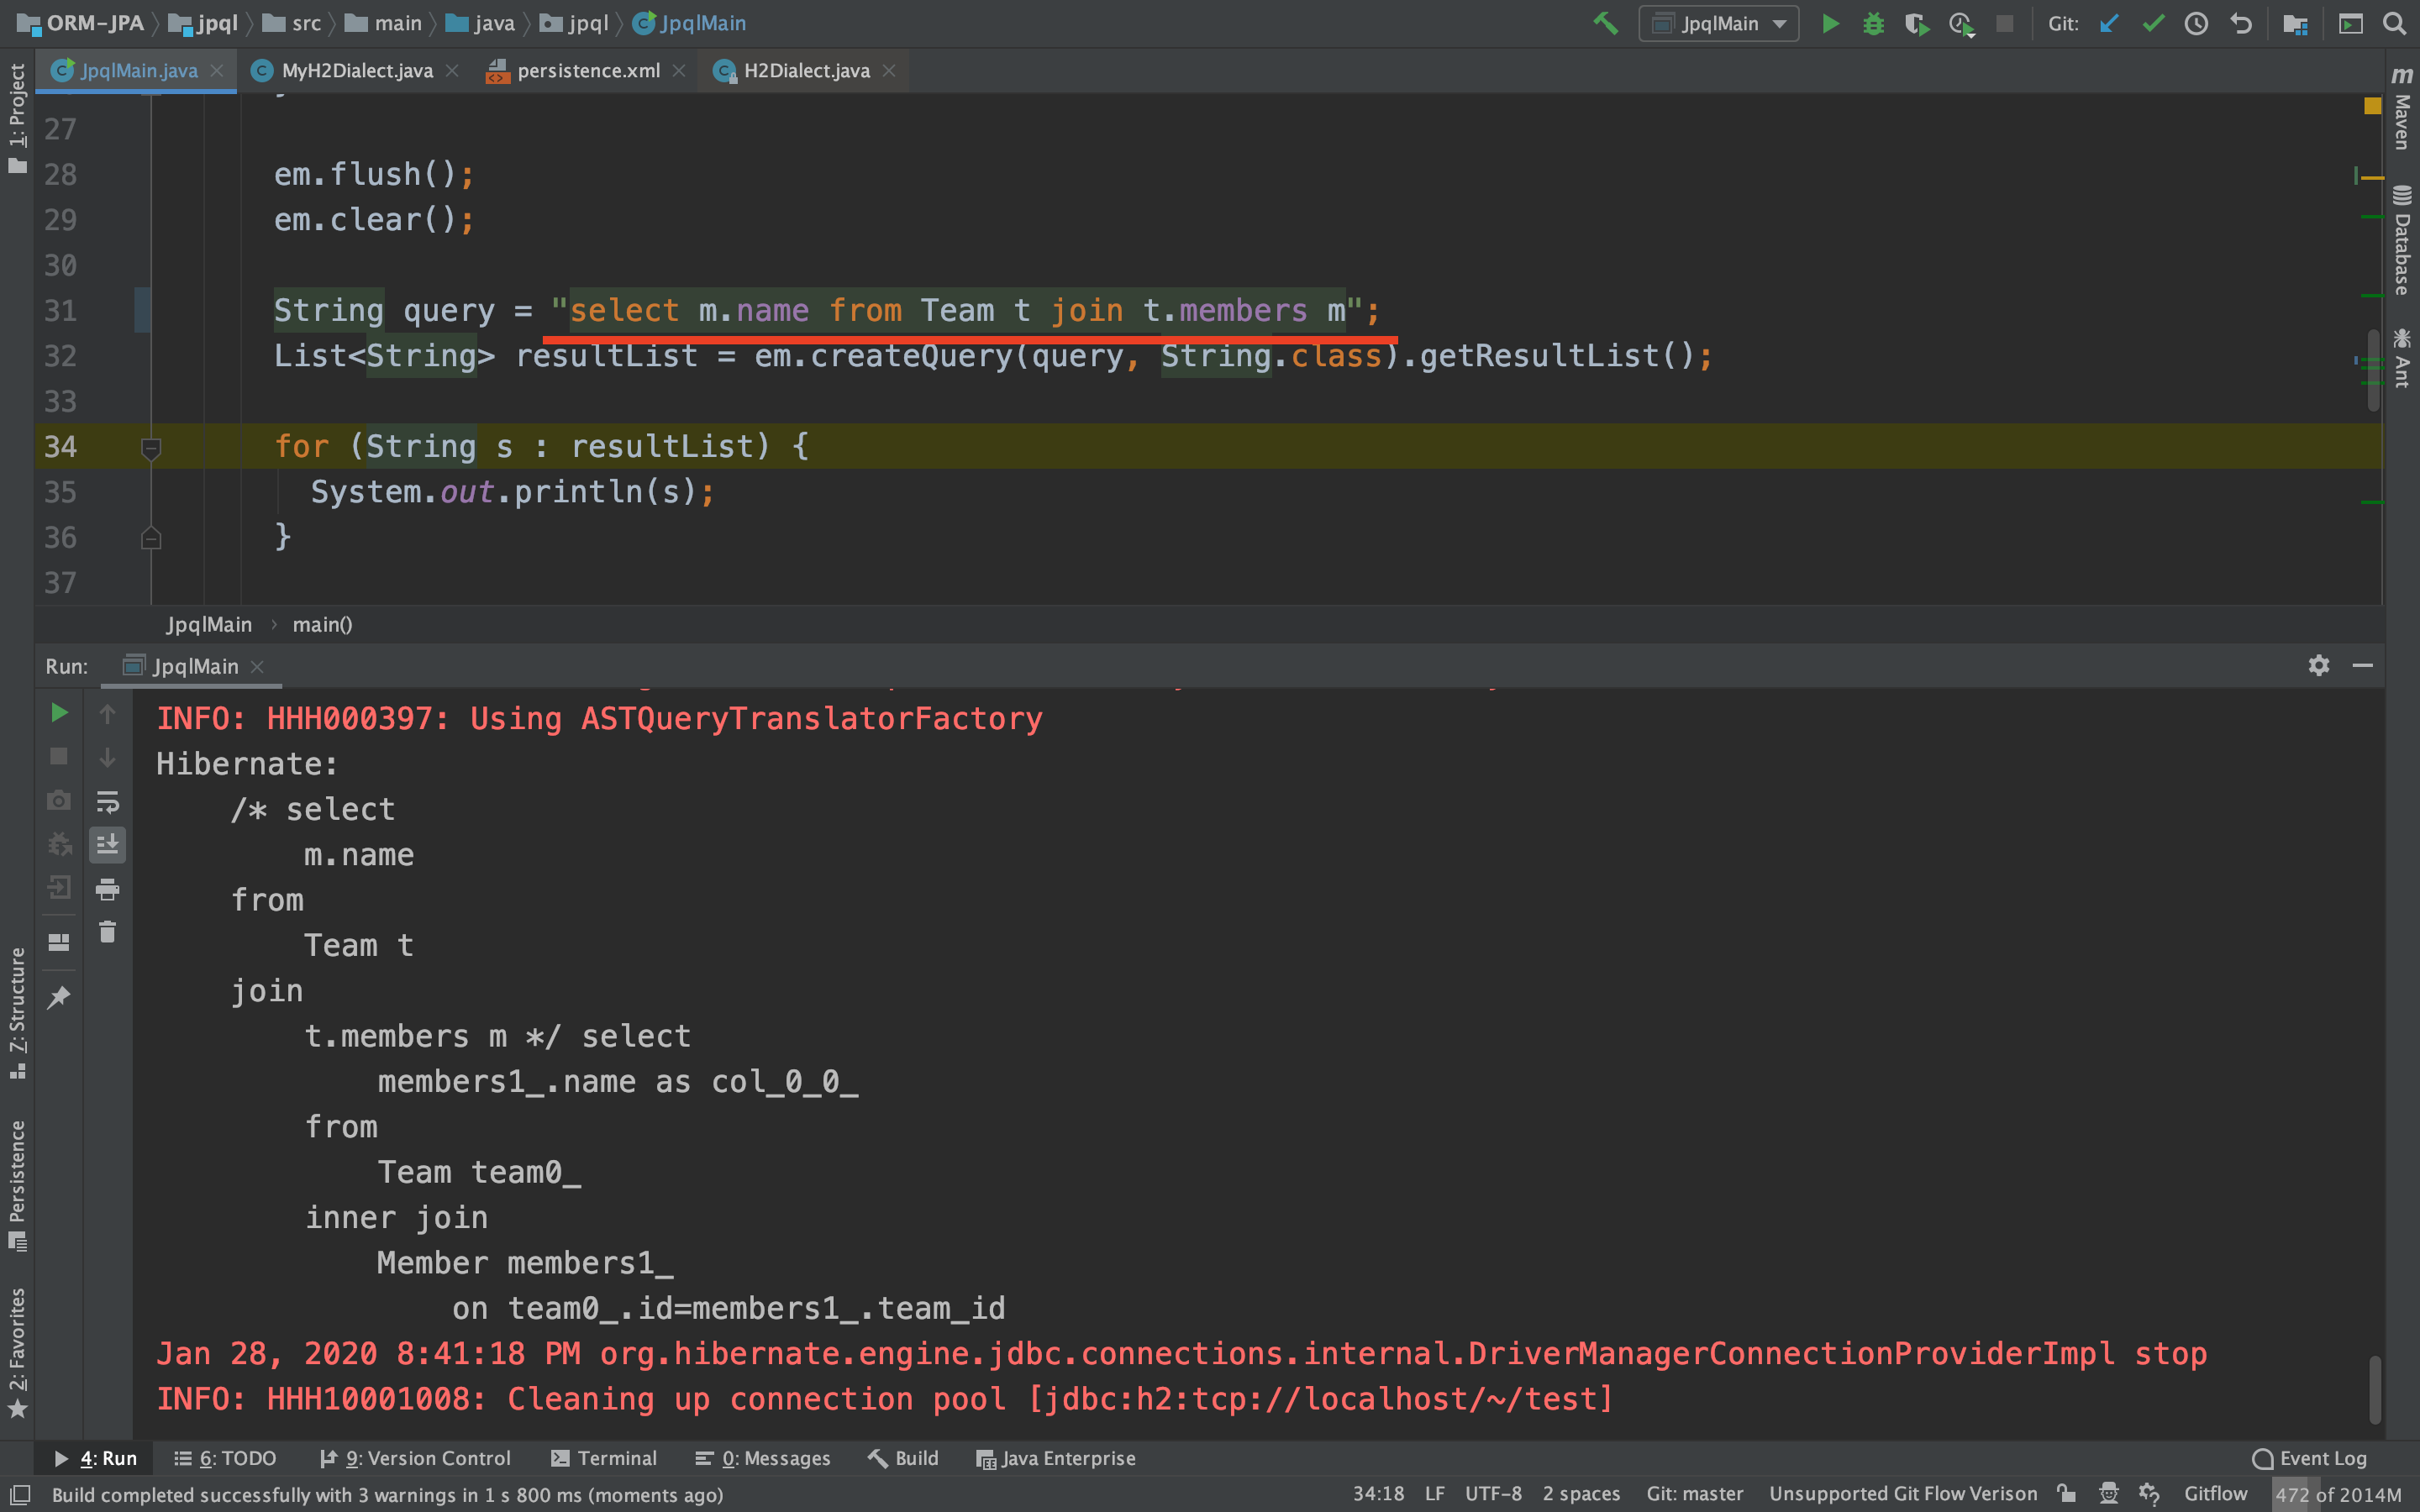 ORM-JPA jpql src main java jpql JpqlMain JpqlMain Git:
JpqlMain.java MyH2Dialect.java persistence.xml H2Dialect.java
1: Project
Maven
Database
Ant
27
28 em.flush();
29 em.clear();
30
31 String query = "select m.name from Team t join t.members m";
32 List<String> resultList = em.createQuery(query, String.class).getResultList();
33
34 for (String s : resultList) {
35 System.out.println(s);
36 }
37
JpqlMain › main()
Run: JpqlMain
INFO: HHH000397: Using ASTQueryTranslatorFactory
Hibernate:
/* select
m.name
from
Team t
join
t.members m */ select
members1_.name as col_0_0_
from
Team team0_
inner join
Member members1_
on team0_.id=members1_.team_id
Jan 28, 2020 8:41:18 PM org.hibernate.engine.jdbc.connections.internal.DriverManagerConnectionProviderImpl stop
INFO: HHH10001008: Cleaning up connection pool [jdbc:h2:tcp://localhost/~/test]
7: Structure
Persistence
2: Favorites
4: Run 6: TODO 9: Version Control Terminal 0: Messages Build Java Enterprise Event Log
Build completed successfully with 3 warnings in 1 s 800 ms (moments ago) 34:18 LF UTF-8 2 spaces Git: master Unsupported Git Flow Verison Gitflow 472 of 2014M